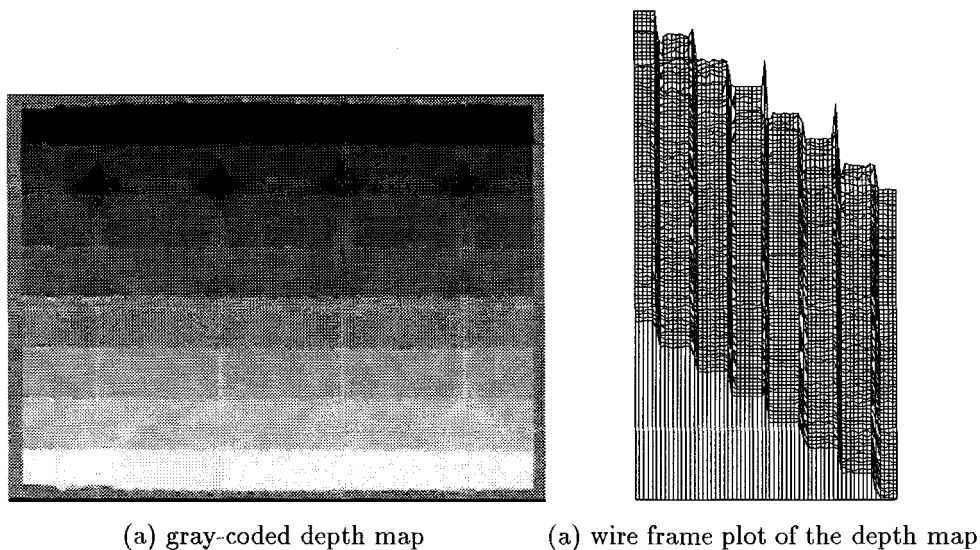 (a) gray-coded depth map
(a) wire frame plot of the depth map